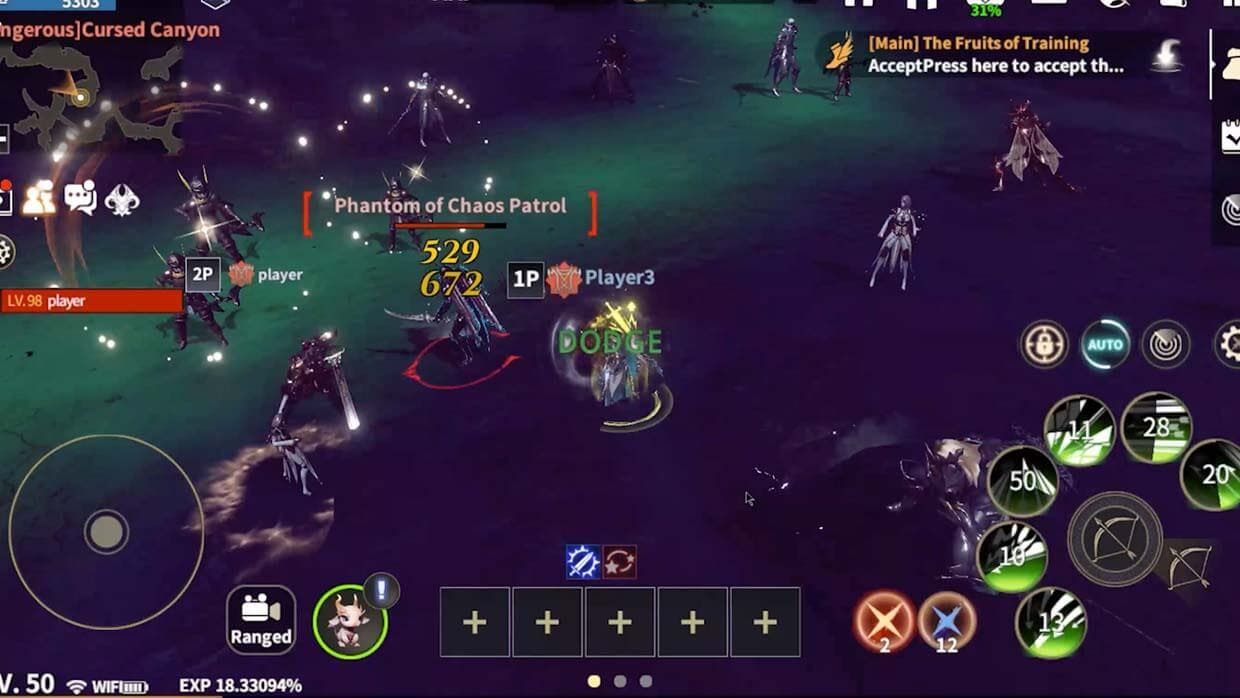 5303
ngerous]Cursed Canyon
31%
[Main] The Fruits of Training
AcceptPress here to accept th...
Phantom of Chaos Patrol
529
672
2P player
1P Player3
LV.98 player
DODGE
AUTO
11
28
50
20
10
13
2
12
Ranged
V. 50 WIFI EXP 18.33094%